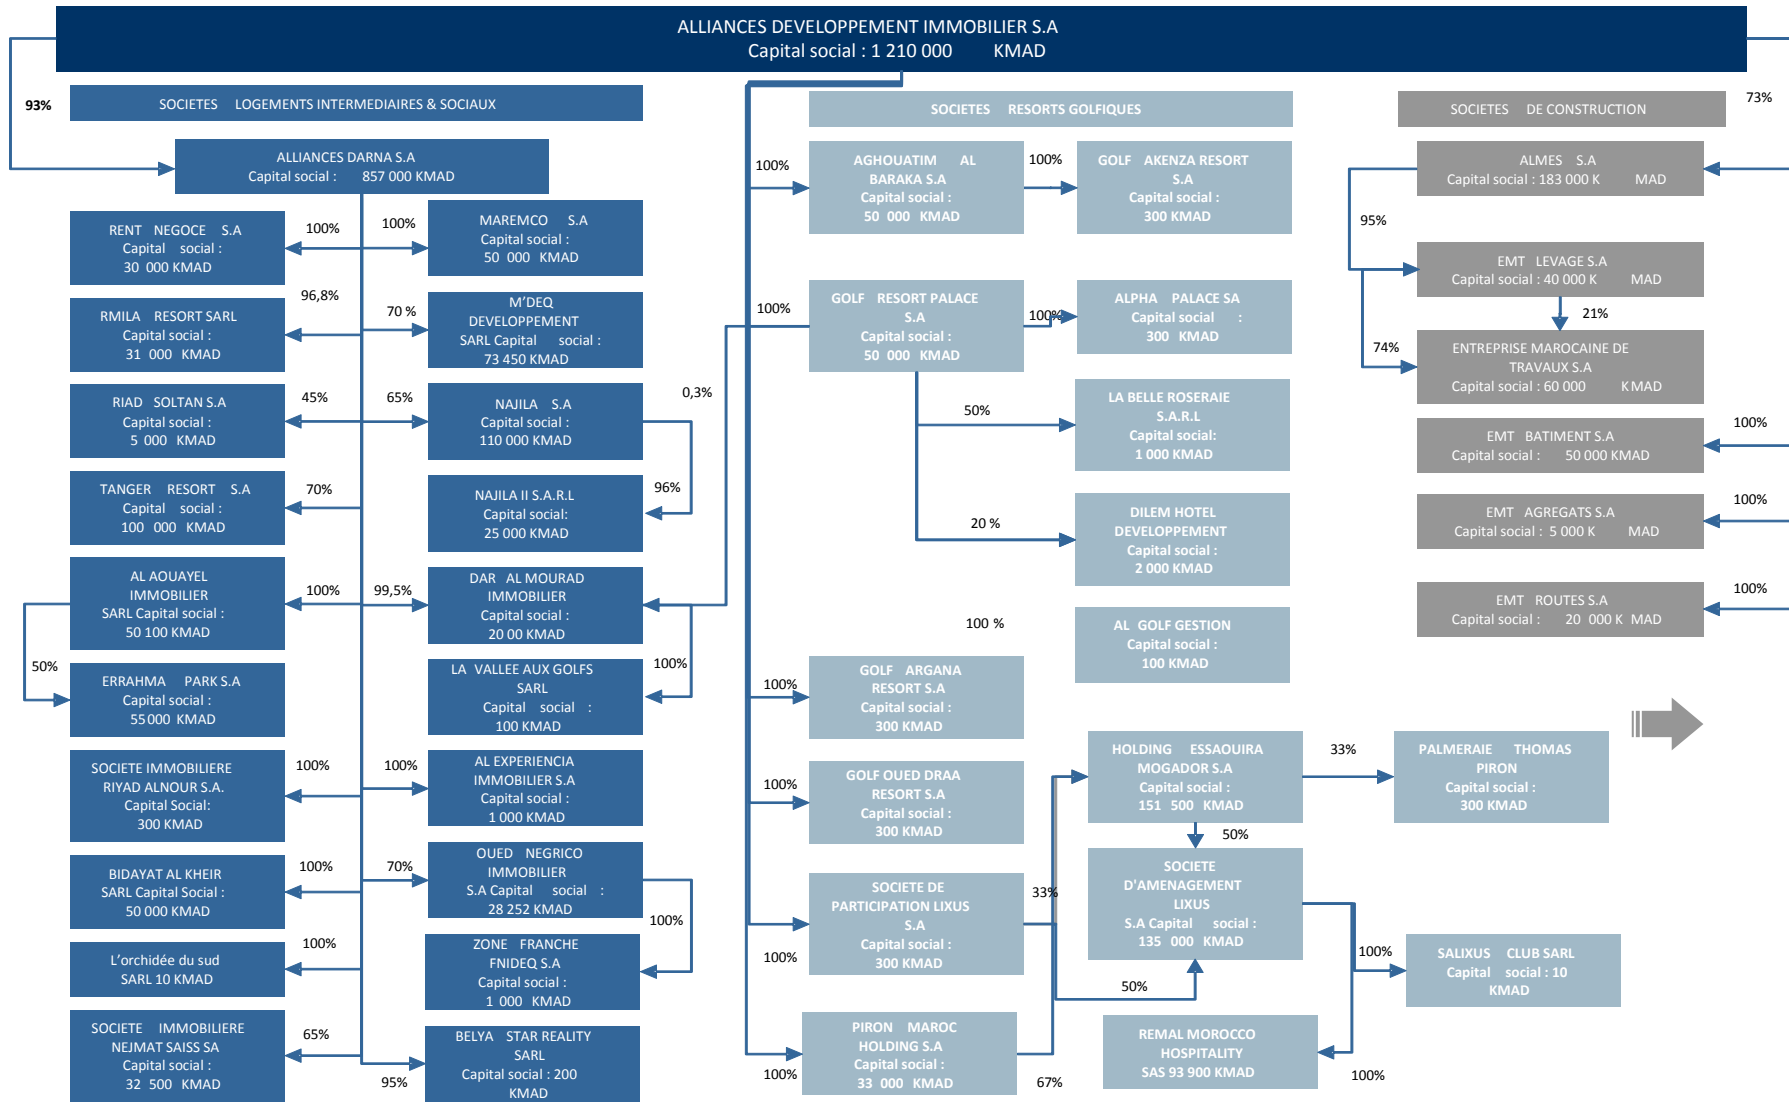 ALLIANCES DEVELOPPEMENT IMMOBILIER S.A
Capital social : 1 210 000 KMAD
93%
SOCIETES LOGEMENTS INTERMEDIAIRES & SOCIAUX
ALLIANCES DARNA S.A
Capital social : 857 000 KMAD
RENT NEGOCE S.A
Capital social :
30 000 KMAD
100%
100%
MAREMCO S.A
Capital social :
50 000 KMAD
RMILA RESORT SARL
Capital social :
31 000 KMAD
96,8%
70 %
M'DEQ
DEVELOPPEMENT
SARL Capital social :
73 450 KMAD
RIAD SOLTAN S.A
Capital social :
5 000 KMAD
45%
65%
NAJILA S.A
Capital social :
110 000 KMAD
0,3%
TANGER RESORT S.A
Capital social :
100 000 KMAD
70%
NAJILA II S.A.R.L
Capital social:
25 000 KMAD
96%
AL AOUAYEL
IMMOBILIER
SARL Capital social :
50 100 KMAD
100%
99,5%
DAR AL MOURAD
IMMOBILIER
Capital social :
20 00 KMAD
50%
ERRAHMA PARK S.A
Capital social :
55 000 KMAD
LA VALLEE AUX GOLFS
SARL
Capital social :
100 KMAD
100%
SOCIETE IMMOBILIERE
RIYAD ALNOUR S.A.
Capital Social:
300 KMAD
100%
100%
AL EXPERIENCIA
IMMOBILIER S.A
Capital social :
1 000 KMAD
BIDAYAT AL KHEIR
SARL Capital Social :
50 000 KMAD
100%
70%
OUED NEGRICO
IMMOBILIER
S.A Capital social :
28 252 KMAD
100%
L'orchidée du sud
SARL 10 KMAD
100%
ZONE FRANCHE
FNIDEQ S.A
Capital social :
1 000 KMAD
SOCIETE IMMOBILIERE
NEJMAT SAISS SA
Capital social :
32 500 KMAD
65%
95%
BELYA STAR REALITY
SARL
Capital social : 200
KMAD
SOCIETES RESORTS GOLFIQUES
100%
AGHOUATIM AL
BARAKA S.A
Capital social :
50 000 KMAD
100%
GOLF AKENZA RESORT
S.A
Capital social :
300 KMAD
100%
GOLF RESORT PALACE
S.A
Capital social :
50 000 KMAD
100%
ALPHA PALACE SA
Capital social :
300 KMAD
50%
LA BELLE ROSERAIE
S.A.R.L
Capital social:
1 000 KMAD
20 %
DILEM HOTEL
DEVELOPPEMENT
Capital social :
2 000 KMAD
100 %
AL GOLF GESTION
Capital social :
100 KMAD
100%
GOLF ARGANA
RESORT S.A
Capital social :
300 KMAD
100%
GOLF OUED DRAA
RESORT S.A
Capital social :
300 KMAD
HOLDING ESSAOUIRA
MOGADOR S.A
Capital social :
151 500 KMAD
33%
PALMERAIE THOMAS
PIRON
Capital social :
300 KMAD
50%
100%
SOCIETE DE
PARTICIPATION LIXUS
S.A
Capital social :
300 KMAD
33%
50%
SOCIETE
D'AMENAGEMENT
LIXUS
S.A Capital social :
135 000 KMAD
100%
SALIXUS CLUB SARL
Capital social : 10
KMAD
100%
PIRON MAROC
HOLDING S.A
Capital social :
33 000 KMAD
67%
REMAL MOROCCO
HOSPITALITY
SAS 93 900 KMAD
100%
SOCIETES DE CONSTRUCTION
73%
ALMES S.A
Capital social : 183 000 K MAD
95%
EMT LEVAGE S.A
Capital social : 40 000 K MAD
21%
74%
ENTREPRISE MAROCAINE DE
TRAVAUX S.A
Capital social : 60 000 K MAD
EMT BATIMENT S.A
Capital social : 50 000 KMAD
100%
EMT AGREGATS S.A
Capital social : 5 000 K MAD
100%
EMT ROUTES S.A
Capital social : 20 000 K MAD
100%